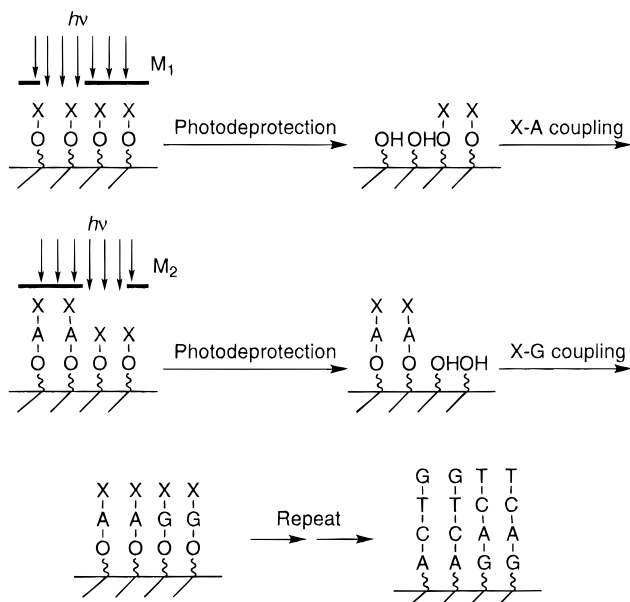 hν
M1
X X X X
O O O O
Photodeprotection
X X
OH OH O O
X-A coupling
hν
M2
X X
A A X X
O O O O
Photodeprotection
X X
A A
O O OH OH
X-G coupling
X X X X
A A G G
O O O O
Repeat
G G T T
T T C C
C C A A
A A G G